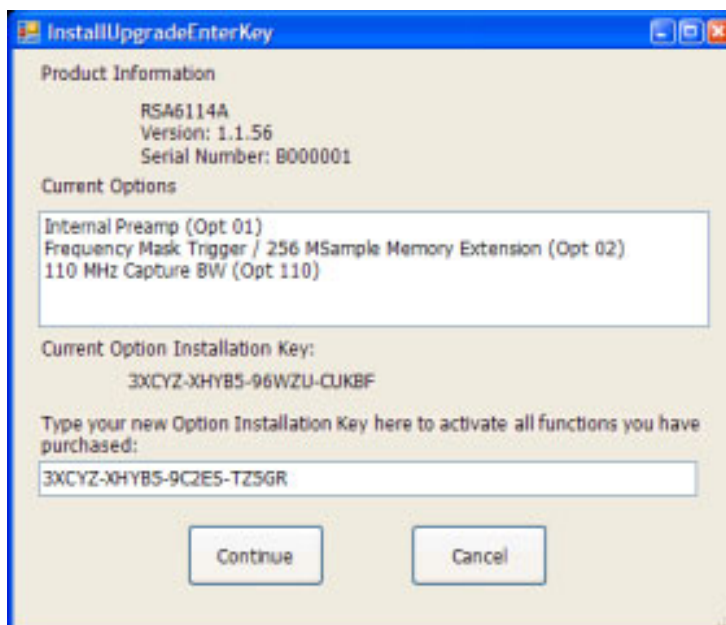 InstallUpgradeEnterKey
Product Information
RSA6114A
Version: 1.1.56
Serial Number: B000001
Current Options
Internal Preamp (Opt 01)
Frequency Mask Trigger / 256 MSample Memory Extension (Opt 02)
110 MHz Capture BW (Opt 110)
Current Option Installation Key:
3XCYZ-XHYB5-96WZU-CUKBF
Type your new Option Installation Key here to activate all functions you have
purchased:
3XCYZ-XHYB5-9C2E5-TZ5GR
Continue
Cancel